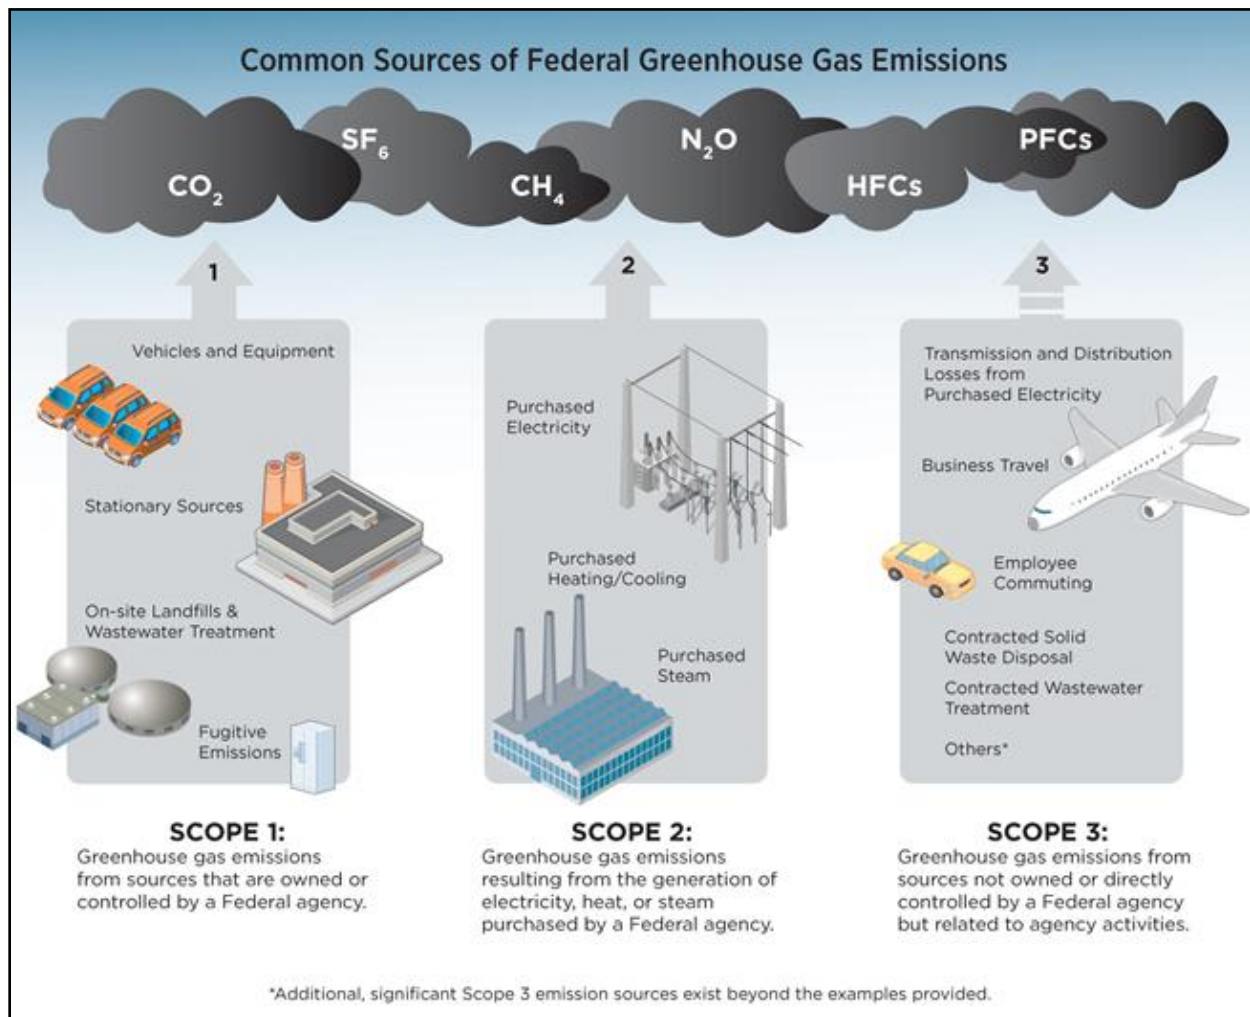 Common Sources of Federal Greenhouse Gas Emissions
CO₂
SF₆
CH₄
N₂O
HFCs
PFCs
1
Vehicles and Equipment
Stationary Sources
On-site Landfills &
Wastewater Treatment
Fugitive
Emissions
SCOPE 1:
Greenhouse gas emissions
from sources that are owned or
controlled by a Federal agency.
2
Purchased
Electricity
Purchased
Heating/Cooling
Purchased
Steam
SCOPE 2:
Greenhouse gas emissions
resulting from the generation of
electricity, heat, or steam
purchased by a Federal agency.
3
Transmission and Distribution
Losses from
Purchased Electricity
Business Travel
Employee
Commuting
Contracted Solid
Waste Disposal
Contracted Wastewater
Treatment
Others*
SCOPE 3:
Greenhouse gas emissions from
sources not owned or directly
controlled by a Federal agency
but related to agency activities.
*Additional, significant Scope 3 emission sources exist beyond the examples provided.